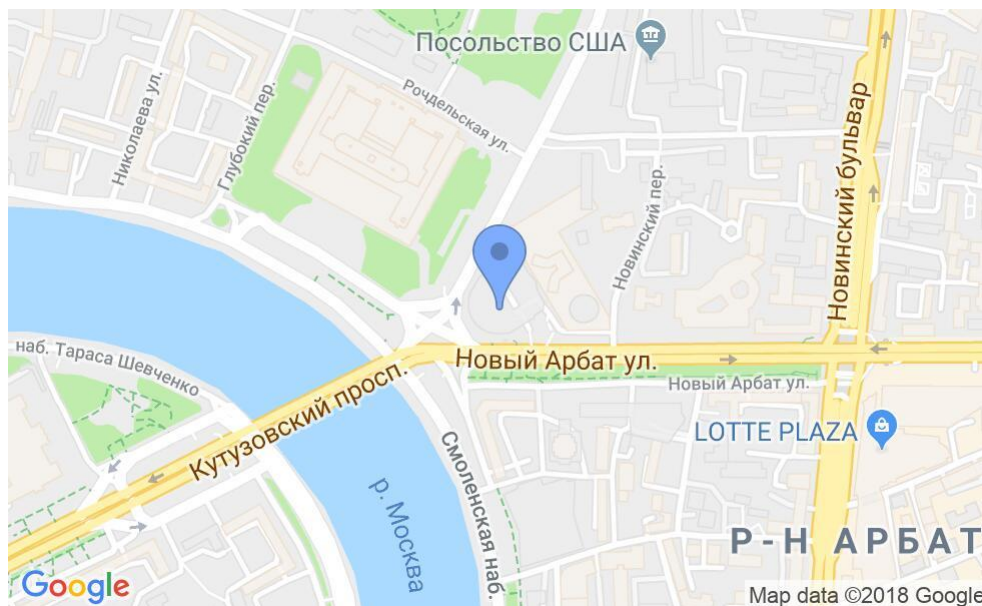 Посольство США
Рочдельская ул.
Николаева ул.
Глубокий пер.
Новинский бульвар
Новинский пер.
наб. Тараса Шевченко
Новый Арбат ул.
Новый Арбат ул.
Кутузовский просп.
LOTTE PLAZA
Смоленская наб.
р. Москва
Р-Н АРБАТ
Google
Map data ©2018 Google